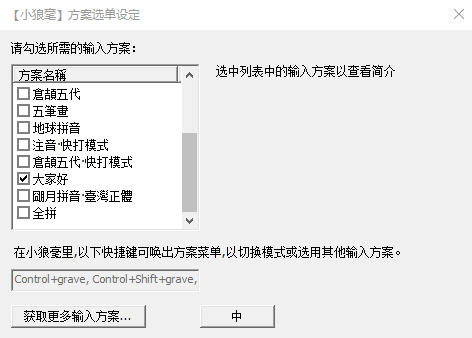 【小狼毫】方案选单设定
请勾选所需的输入方案：
方案名稱
倉頡五代
五筆畫
地球拼音
注音·快打模式
倉頡五代·快打模式
大家好
朙月拼音·臺灣正體
全拼
选中列表中的输入方案以查看简介
在小狼毫里,以下快捷键可唤出方案菜单,以切换模式或选用其他输入方案。
Control+grave, Control+Shift+grave,
获取更多输入方案...
中